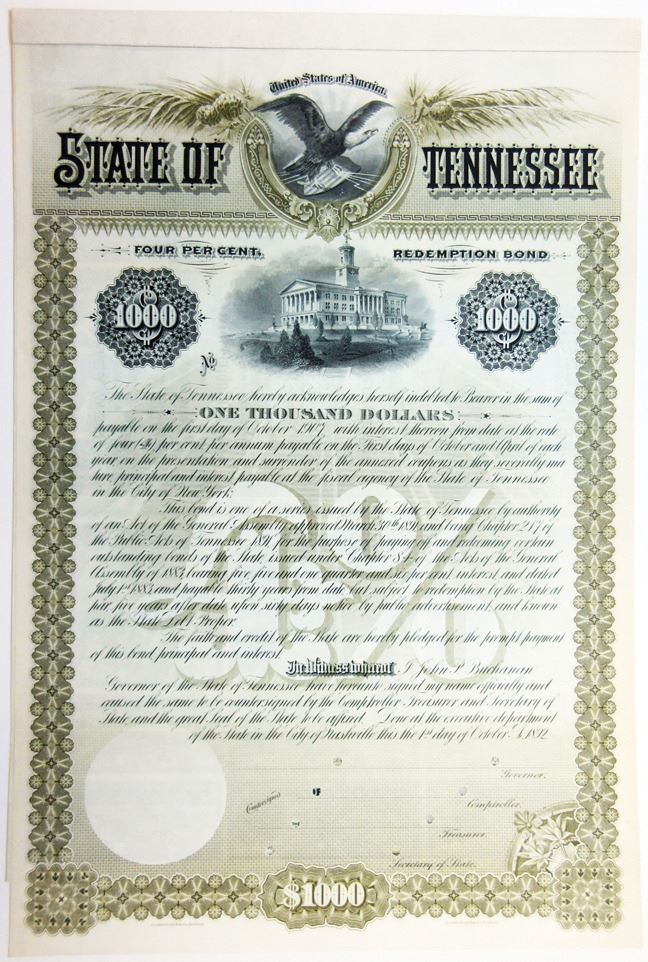 United States of America.
STATE OF TENNESSEE
FOUR PER CENT. REDEMPTION BOND
1000 1000
No
The State of Tennessee hereby acknowledges herself indebted to Bearer in the sum of
ONE THOUSAND DOLLARS
payable on the first day of October 1907, with interest thereon from date at the rate
of four (4%) per cent per annum payable on the First days of October and April of each
year, on the presentation and surrender of the annexed coupons as they severally ma
ture principal and interest payable at the fiscal agency of the State of Tennessee
in the City of New York.
This bond is one of a series issued by the State of Tennessee by authority
of an Act of the General Assembly approved March 30th 1891, and being Chapter 217 of
the Public Acts of Tennessee 1891 for the purpose of paying and redeeming certain
outstanding bonds of the State issued under Chapter 84 of the Acts of the General
Assembly of 1883 bearing five, five and one quarter and six per cent interest, and dated
July 1st 1883 and payable thirty years from date but subject to redemption by the State at
par, five years after date, after sixty days notice by public advertisement, and known
as the State Debt Proper.
The faith and credit of the State are hereby pledged for the prompt payment
of this bond, principal and interest.
4%
In Witness whereof, I John P. Buchanan
Governor of the State of Tennessee have hereunto signed my name officially and
caused the same to be countersigned by the Comptroller Treasurer and Secretary of
State and the great Seal of the State to be affixed. Done at the executive department
of the State in the City of Nashville this the 1st day of October A.D. 1892.
Governor.
Countersigned
Comptroller.
Treasurer.
Secretary of State.
$1000